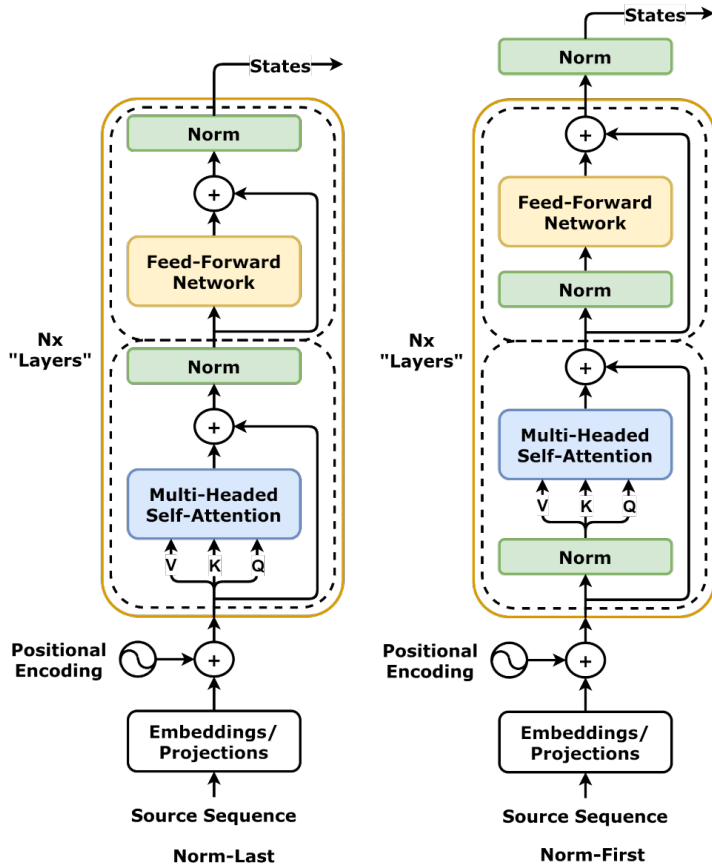 States
Norm
+
Feed-Forward
Network
Nx
"Layers"
Norm
+
Multi-Headed
Self-Attention
V K Q
Positional
Encoding
+
Embeddings/
Projections
Source Sequence
Norm-Last
States
Norm
+
Feed-Forward
Network
Norm
Nx
"Layers"
+
Multi-Headed
Self-Attention
V K Q
Norm
Positional
Encoding
+
Embeddings/
Projections
Source Sequence
Norm-First